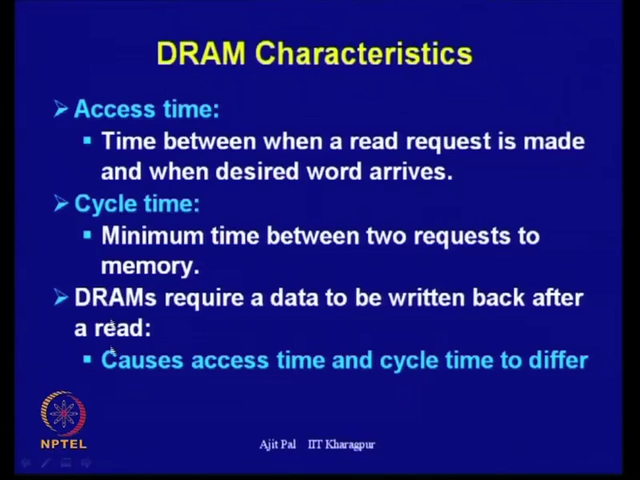 DRAM Characteristics
Access time:
Time between when a read request is made
and when desired word arrives.
Cycle time:
Minimum time between two requests to
memory.
DRAMs require a data to be written back after
a read:
Causes access time and cycle time to differ
NPTEL
Ajit Pal IIT Kharagpur